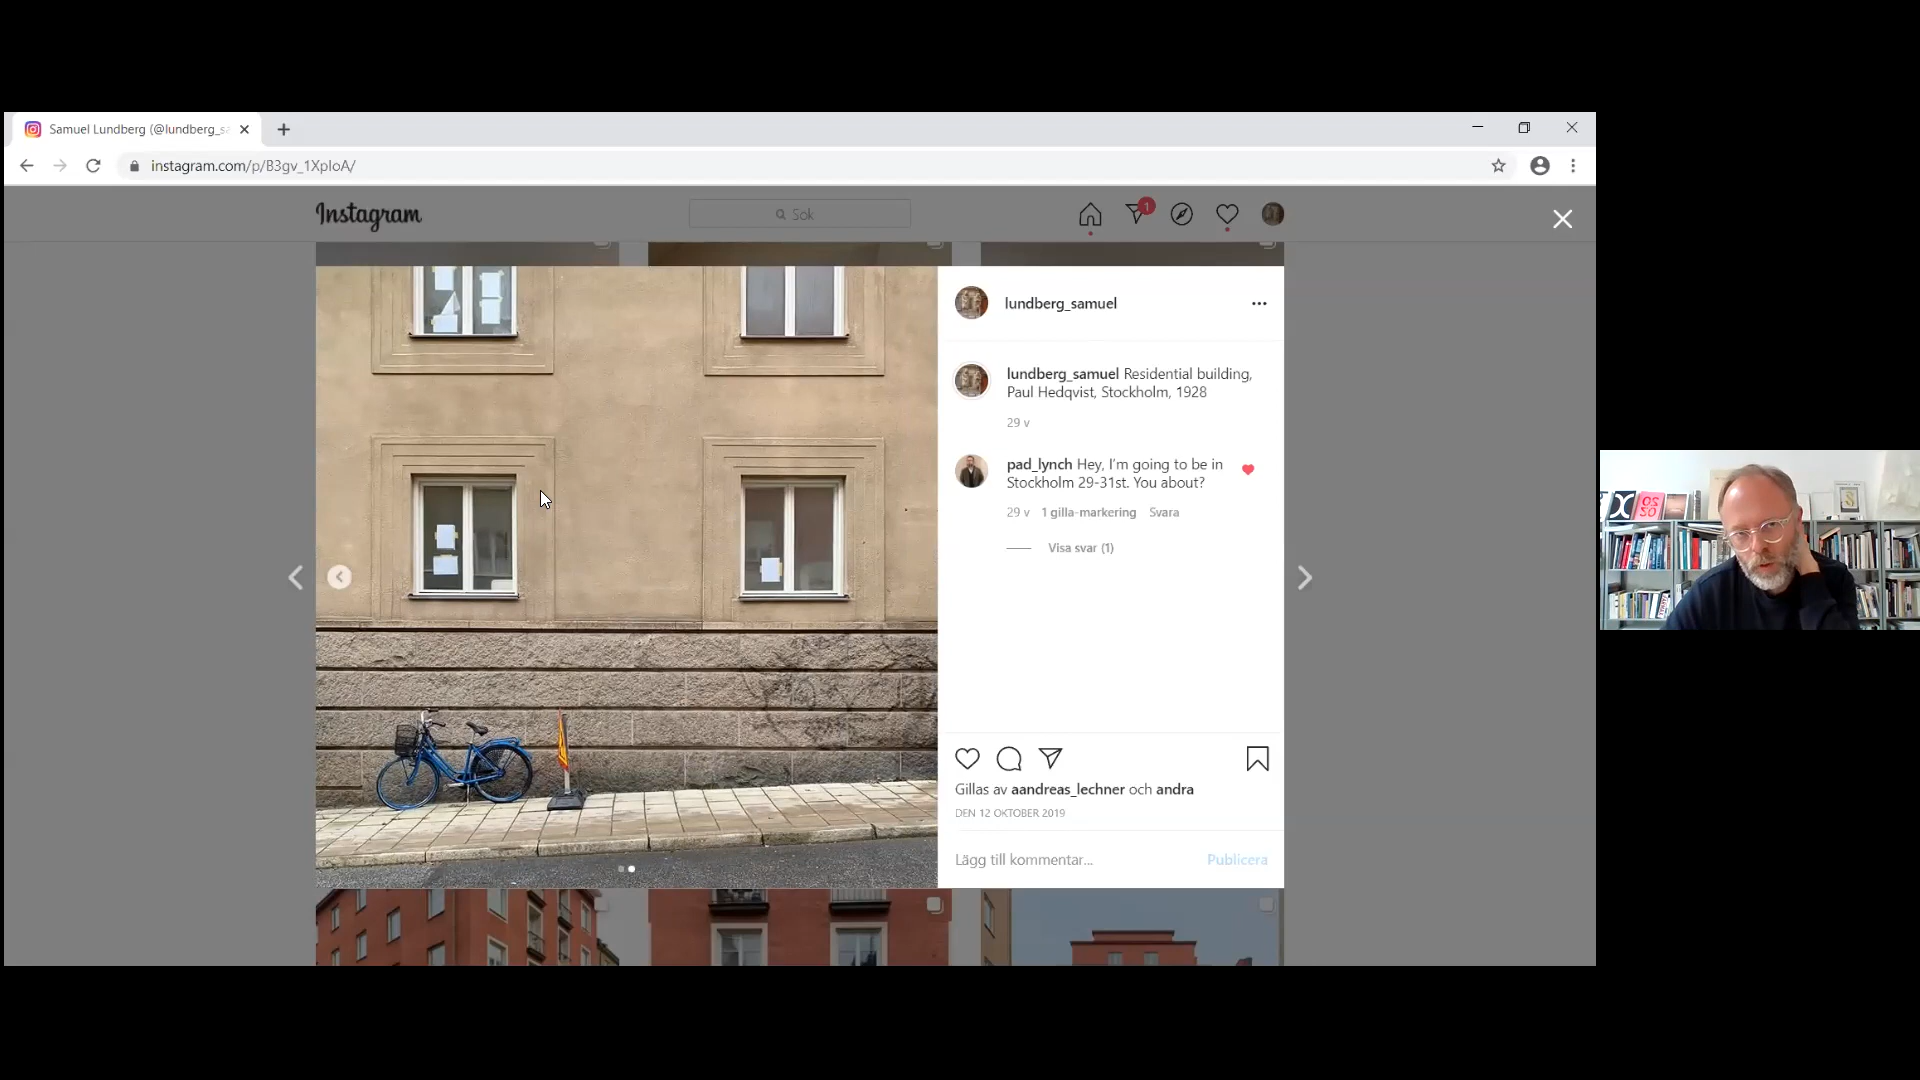 Samuel Lundberg (@lundberg_sa
instagram.com/p/B3gv_1XploA/
Instagram
Sök
1
lundberg_samuel
lundberg_samuel Residential building,
Paul Hedqvist, Stockholm, 1928
29 v
pad_lynch Hey, I'm going to be in
Stockholm 29-31st. You about?
29 v 1 gilla-markering Svara
Visa svar (1)
Gillas av aandreas_lechner och andra
DEN 12 OKTOBER 2019
Lägg till kommentar...
Publicera